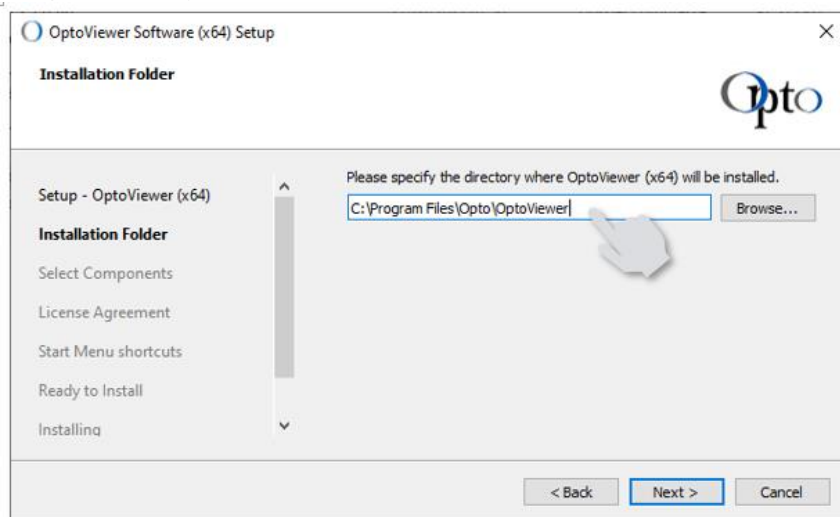 OptoViewer Software (x64) Setup
Installation Folder
Opto
Setup - OptoViewer (x64)
Installation Folder
Select Components
License Agreement
Start Menu shortcuts
Ready to Install
Installing
Please specify the directory where OptoViewer (x64) will be installed.
C:\Program Files\Opto\OptoViewer
Browse...
< Back
Next >
Cancel